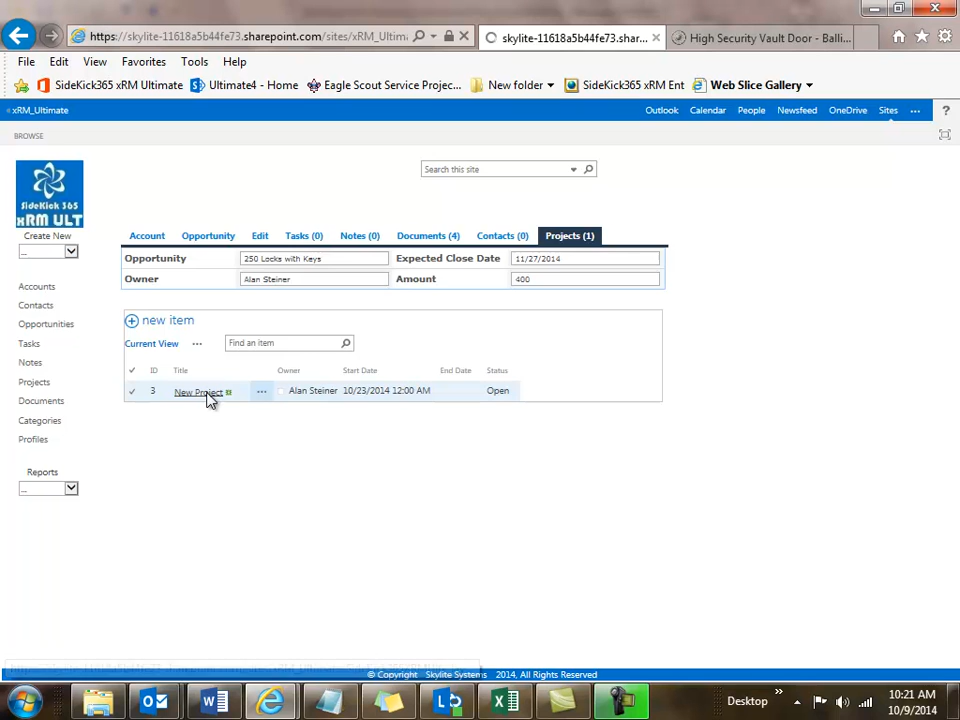 https://skylite-11618a5b44fe73.sharepoint.com/sites/xRM_Ultima
skylite-11618a5b44fe73.shar...
High Security Vault Door - Balli...
File Edit View Favorites Tools Help
SideKick365 xRM Ultimate Ultimate4 - Home Eagle Scout Service Projec... New folder SideKick365 xRM Ent Web Slice Gallery
xRM_Ultimate Outlook Calendar People Newsfeed OneDrive Sites ... ?
BROWSE
SideKick 365
xRM ULT
Search this site
Create New
Account Opportunity Edit Tasks (0) Notes (0) Documents (4) Contacts (0) Projects (1)
Opportunity 250 Locks with Keys Expected Close Date 11/27/2014
Owner Alan Steiner Amount 400
Accounts
Contacts
Opportunities
Tasks
Notes
Projects
Documents
Categories
Profiles
Reports
new item
Current View ... Find an item
ID Title Owner Start Date End Date Status
3 New Project ... Alan Steiner 10/23/2014 12:00 AM Open
© Copyright Skylite Systems 2014, All Rights Reserved
Desktop
10:21 AM
10/9/2014